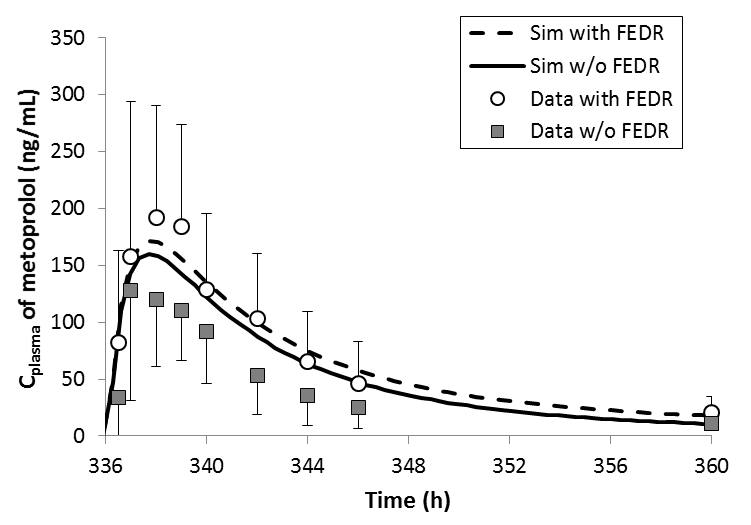 350
300
250
200
150
100
50
0
336
340
344
348
352
356
360
Cplasma of metoprolol (ng/mL)
Time (h)
Sim with FEDR
Sim w/o FEDR
Data with FEDR
Data w/o FEDR